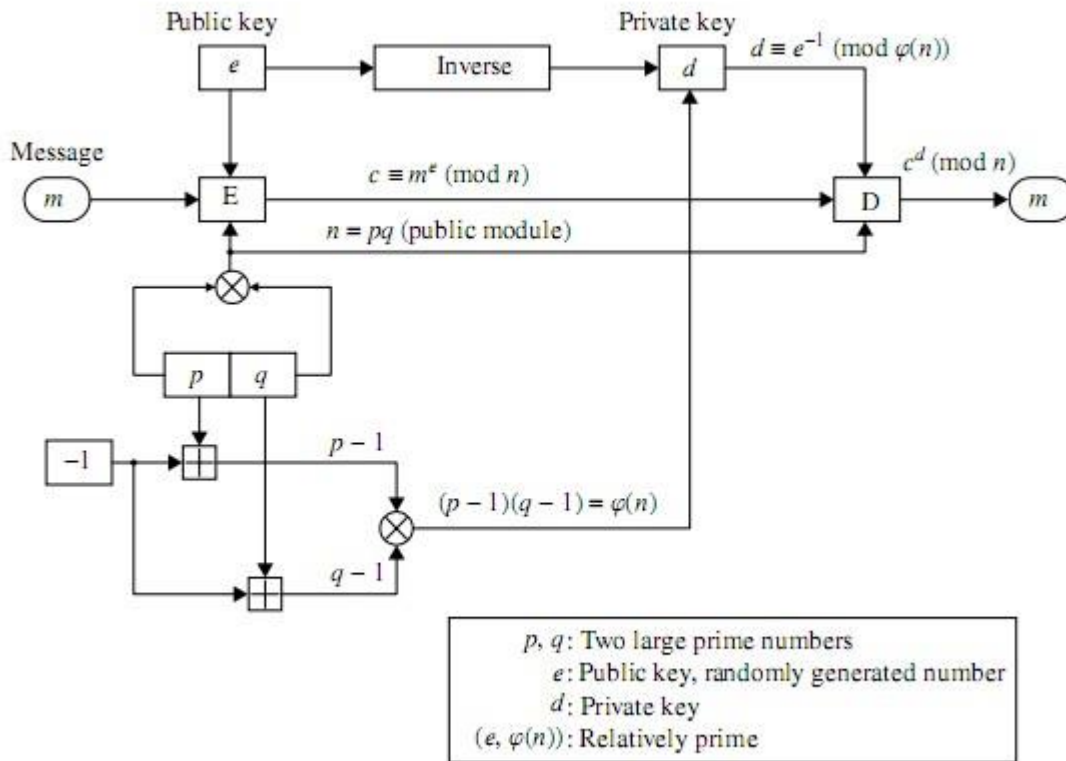 Public key
Private key
d ≡ e⁻¹ (mod φ(n))
e
Inverse
d
Message
c ≡ mᵉ (mod n)
cᵈ (mod n)
m
E
D
m
n = pq (public module)
p
q
−1
p − 1
(p − 1)(q − 1) = φ(n)
q − 1
p, q: Two large prime numbers
e: Public key, randomly generated number
d: Private key
(e, φ(n)): Relatively prime